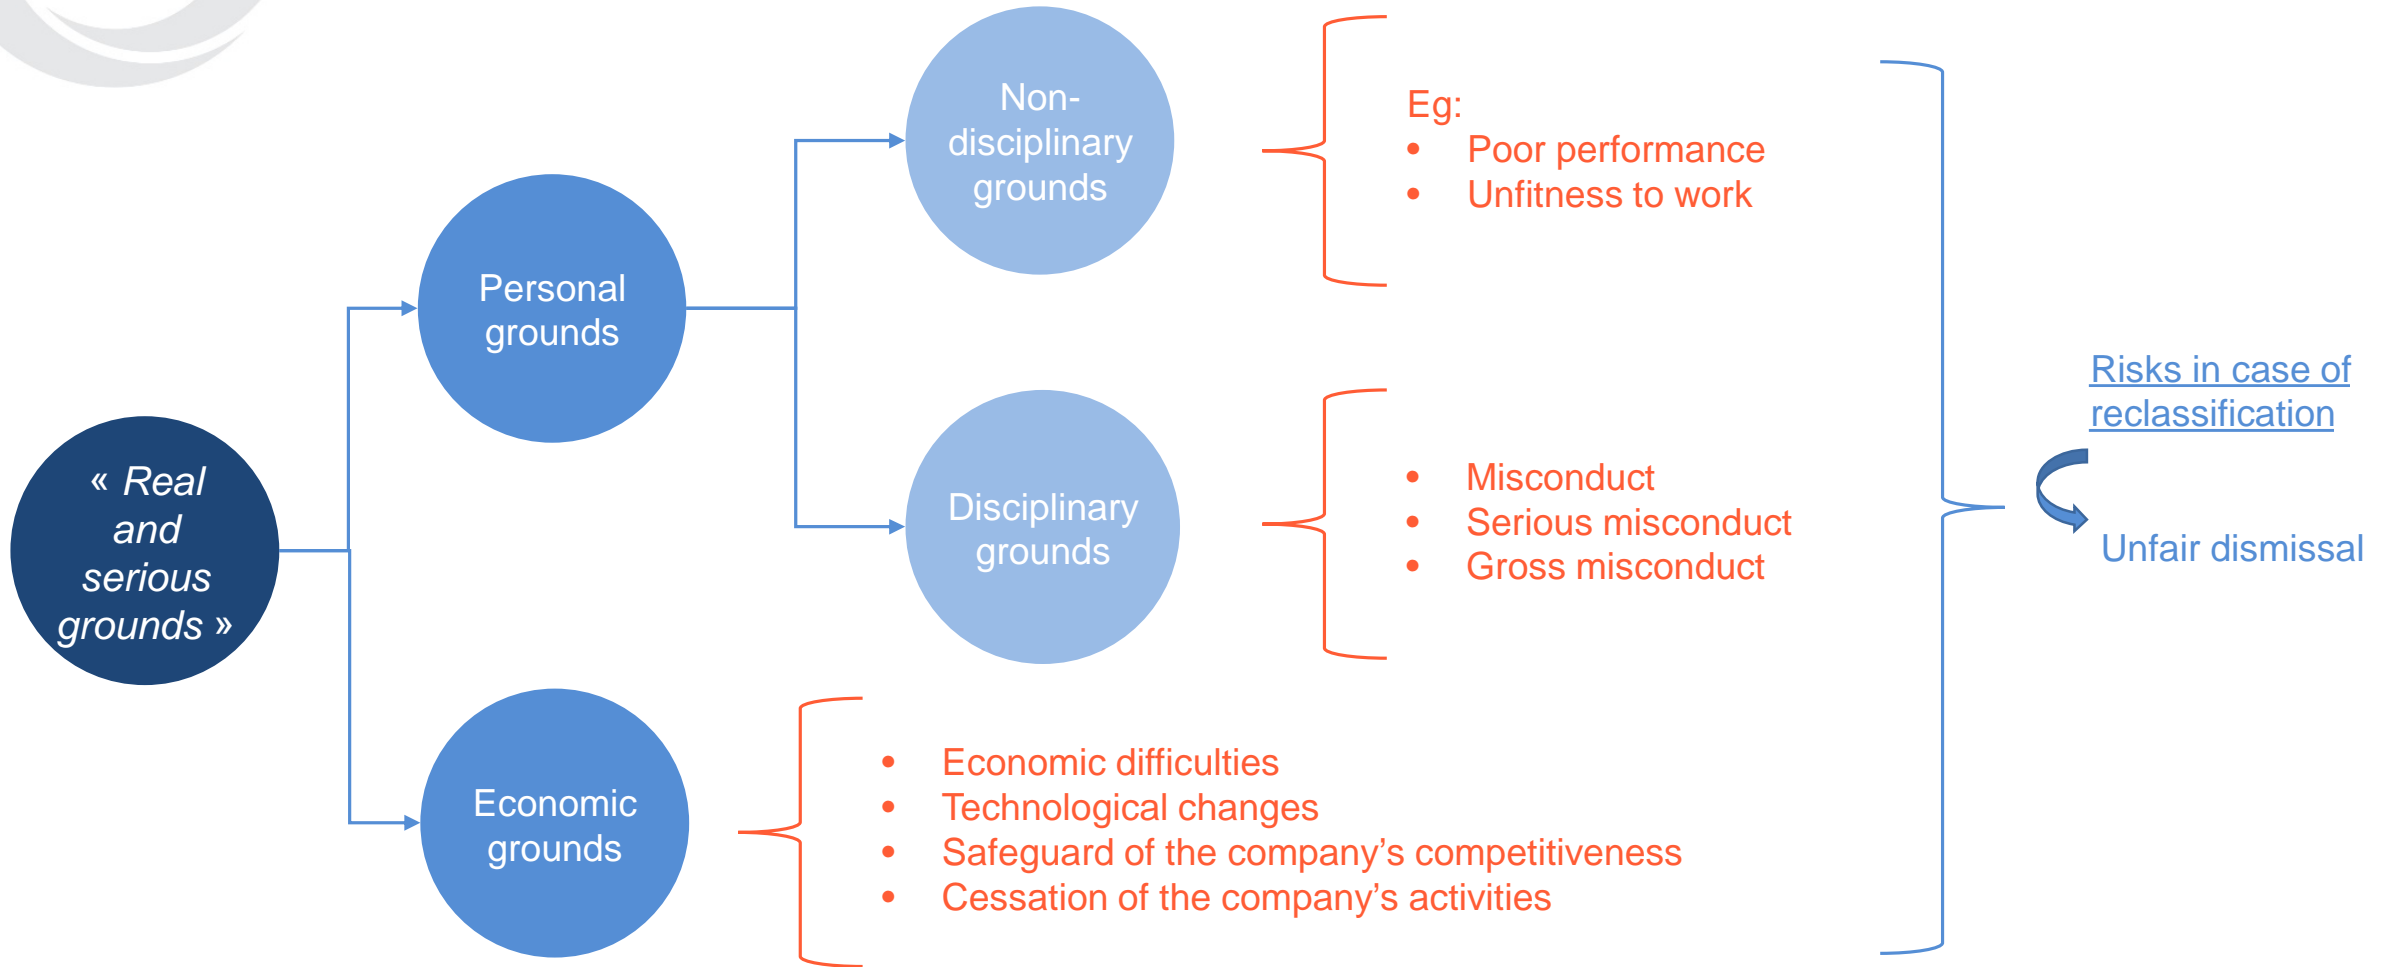 « Real
and
serious
grounds »
Personal
grounds
Economic
grounds
Non-
disciplinary
grounds
Disciplinary
grounds
Eg:
• Poor performance
• Unfitness to work
• Misconduct
• Serious misconduct
• Gross misconduct
• Economic difficulties
• Technological changes
• Safeguard of the company’s competitiveness
• Cessation of the company’s activities
Risks in case of
reclassification
Unfair dismissal